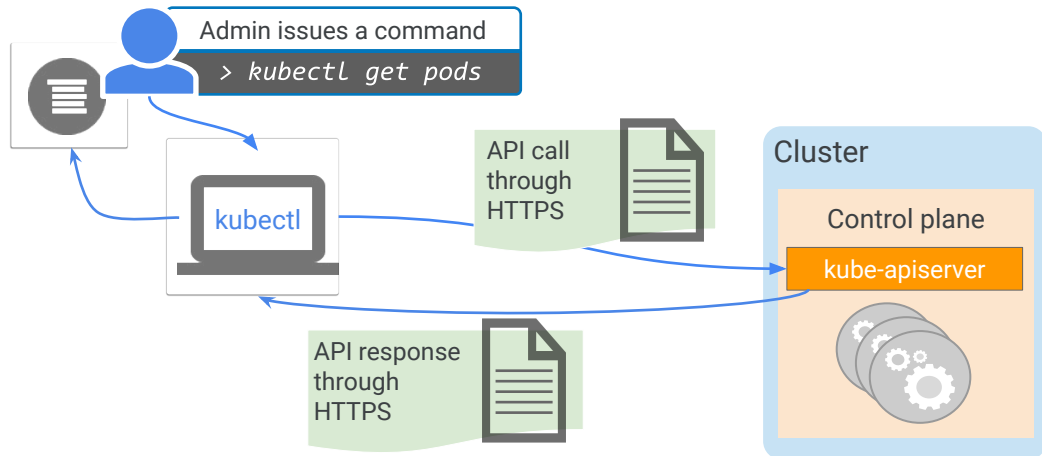 Admin issues a command
> kubectl get pods
kubectl
API call
through
HTTPS
Cluster
Control plane
kube-apiserver
API response
through
HTTPS